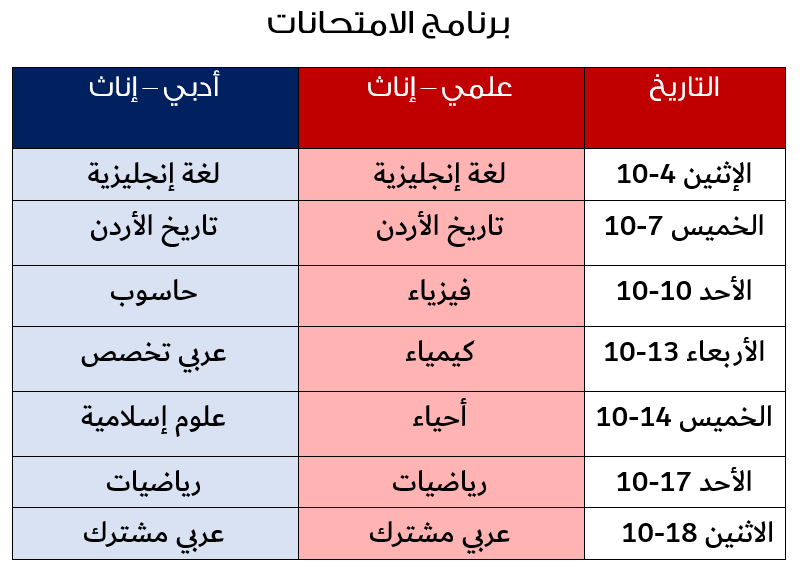 برنامج الامتحانات
التاريخ علمي – إناث أدبي – إناث
الإثنين 4-10 لغة إنجليزية لغة إنجليزية
الخميس 7-10 تاريخ الأردن تاريخ الأردن
الأحد 10-10 فيزياء حاسوب
الأربعاء 13-10 كيمياء عربي تخصص
الخميس 14-10 أحياء علوم إسلامية
الأحد 17-10 رياضيات رياضيات
الاثنين 18-10 عربي مشترك عربي مشترك